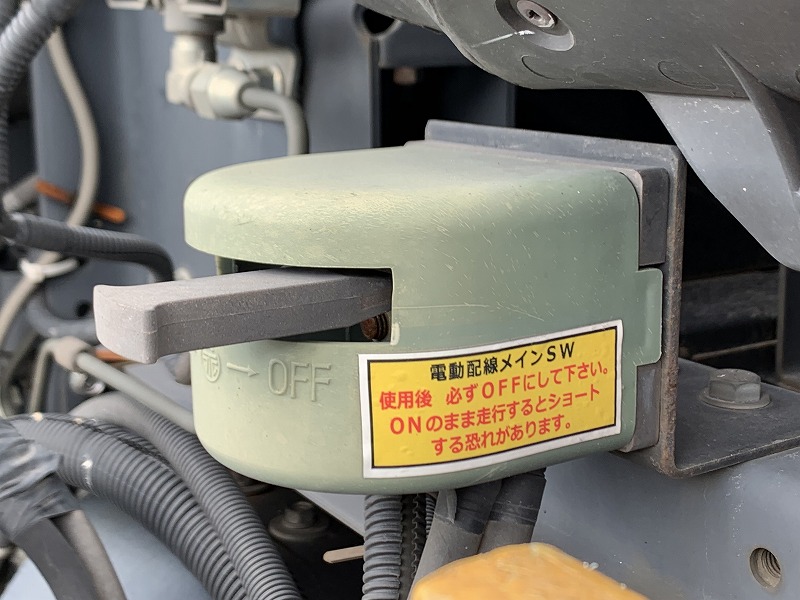 → OFF
電動配線メインSW
使用後 必ずOFFにして下さい。
ONのまま走行するとショート
する恐れがあります。